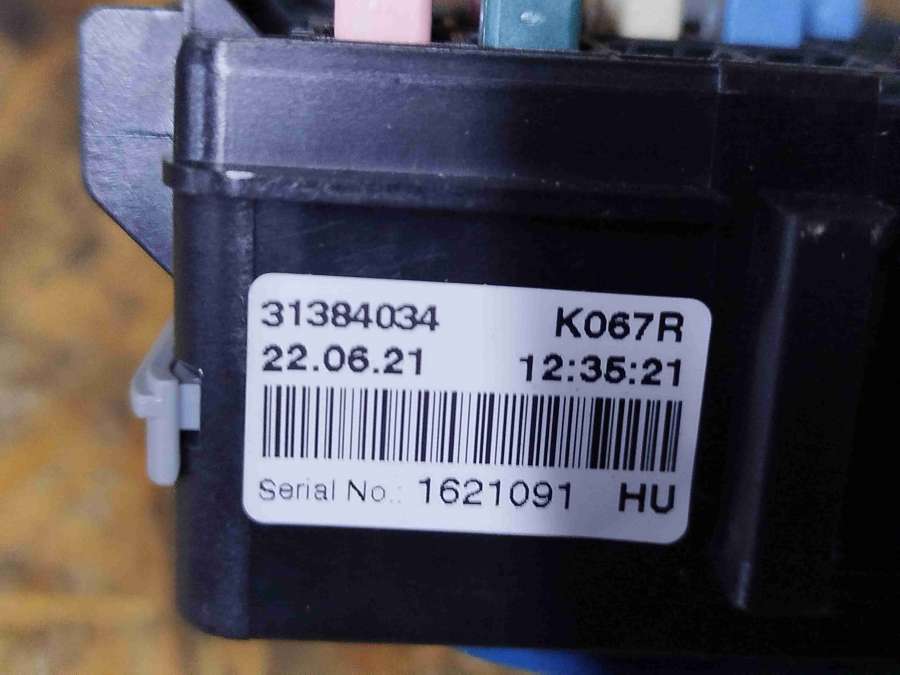 31384034 K067R
22.06.21 12:35:21
Serial No.: 1621091 HU